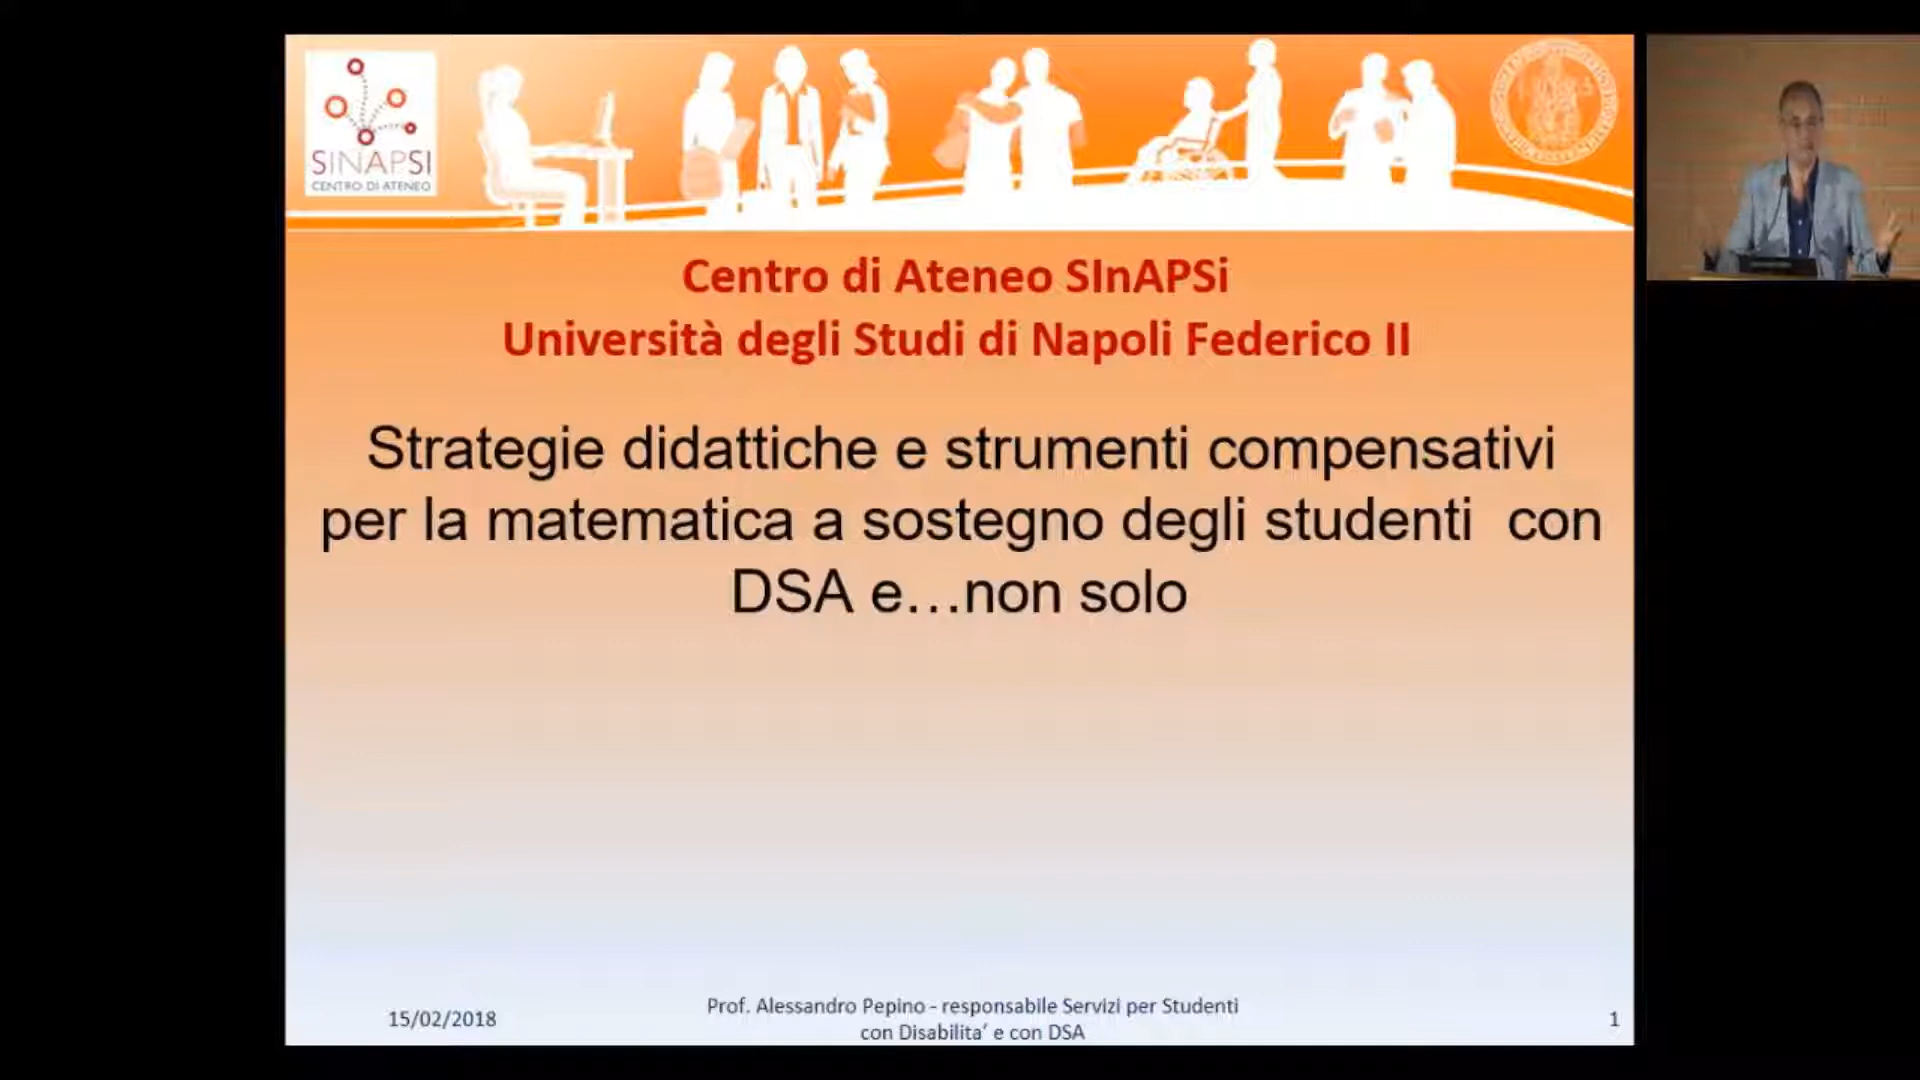 SINAPSI
CENTRO DI ATENEO
Centro di Ateneo SInAPSi
Università degli Studi di Napoli Federico II
Strategie didattiche e strumenti compensativi
per la matematica a sostegno degli studenti con
DSA e…non solo
15/02/2018
Prof. Alessandro Pepino - responsabile Servizi per Studenti
con Disabilita’ e con DSA
1